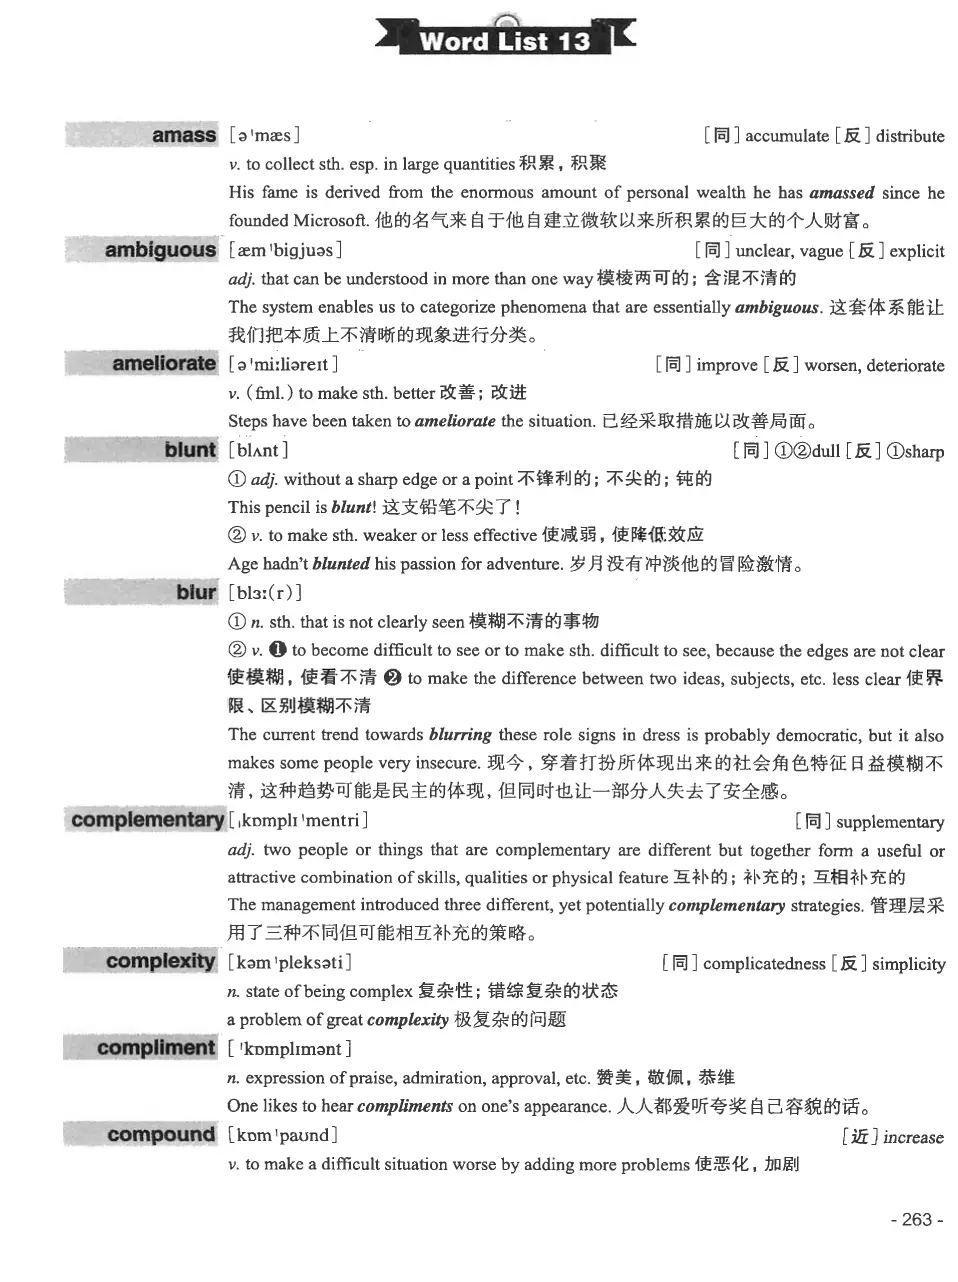 Word List 13
amass [ə'mæs] [同] accumulate [反] distribute
v. to collect sth. esp. in large quantities 积累，积聚
His fame is derived from the enormous amount of personal wealth he has amassed since he
founded Microsoft. 他的名气来自于他自建立微软以来所积累的巨大的个人财富。
ambiguous [æm'biɡjuəs] [同] unclear, vague [反] explicit
adj. that can be understood in more than one way 模棱两可的；含混不清的
The system enables us to categorize phenomena that are essentially ambiguous. 这套体系能让
我们把本质上不清晰的现象进行分类。
ameliorate [ə'miːliəreɪt] [同] improve [反] worsen, deteriorate
v. (fml.) to make sth. better 改善；改进
Steps have been taken to ameliorate the situation. 已经采取措施以改善局面。
blunt [blʌnt] [同] ①②dull [反] ①sharp
① adj. without a sharp edge or a point 不锋利的；不尖的；钝的
This pencil is blunt! 这支铅笔不尖了！
② v. to make sth. weaker or less effective 使减弱，使降低效应
Age hadn't blunted his passion for adventure. 岁月没有冲淡他的冒险激情。
blur [blɜː(r)]
① n. sth. that is not clearly seen 模糊不清的事物
② v. ❶ to become difficult to see or to make sth. difficult to see, because the edges are not clear
使模糊，使看不清 ❷ to make the difference between two ideas, subjects, etc. less clear 使界
限、区别模糊不清
The current trend towards blurring these role signs in dress is probably democratic, but it also
makes some people very insecure. 现今，穿着打扮所体现出来的社会角色特征日益模糊不
清，这种趋势可能是民主的体现，但同时也让一部分人失去了安全感。
complementary [ˌkɒmplɪ'mentri] [同] supplementary
adj. two people or things that are complementary are different but together form a useful or
attractive combination of skills, qualities or physical feature 互补的；补充的；互相补充的
The management introduced three different, yet potentially complementary strategies. 管理层采
用了三种不同但可能相互补充的策略。
complexity [kəm'pleksəti] [同] complicatedness [反] simplicity
n. state of being complex 复杂性；错综复杂的状态
a problem of great complexity 极复杂的问题
compliment ['kɒmplɪmənt]
n. expression of praise, admiration, approval, etc. 赞美，敬佩，恭维
One likes to hear compliments on one's appearance. 人人都爱听夸奖自己容貌的话。
compound [kɒm'paʊnd] [近] increase
v. to make a difficult situation worse by adding more problems 使恶化，加剧
- 263 -